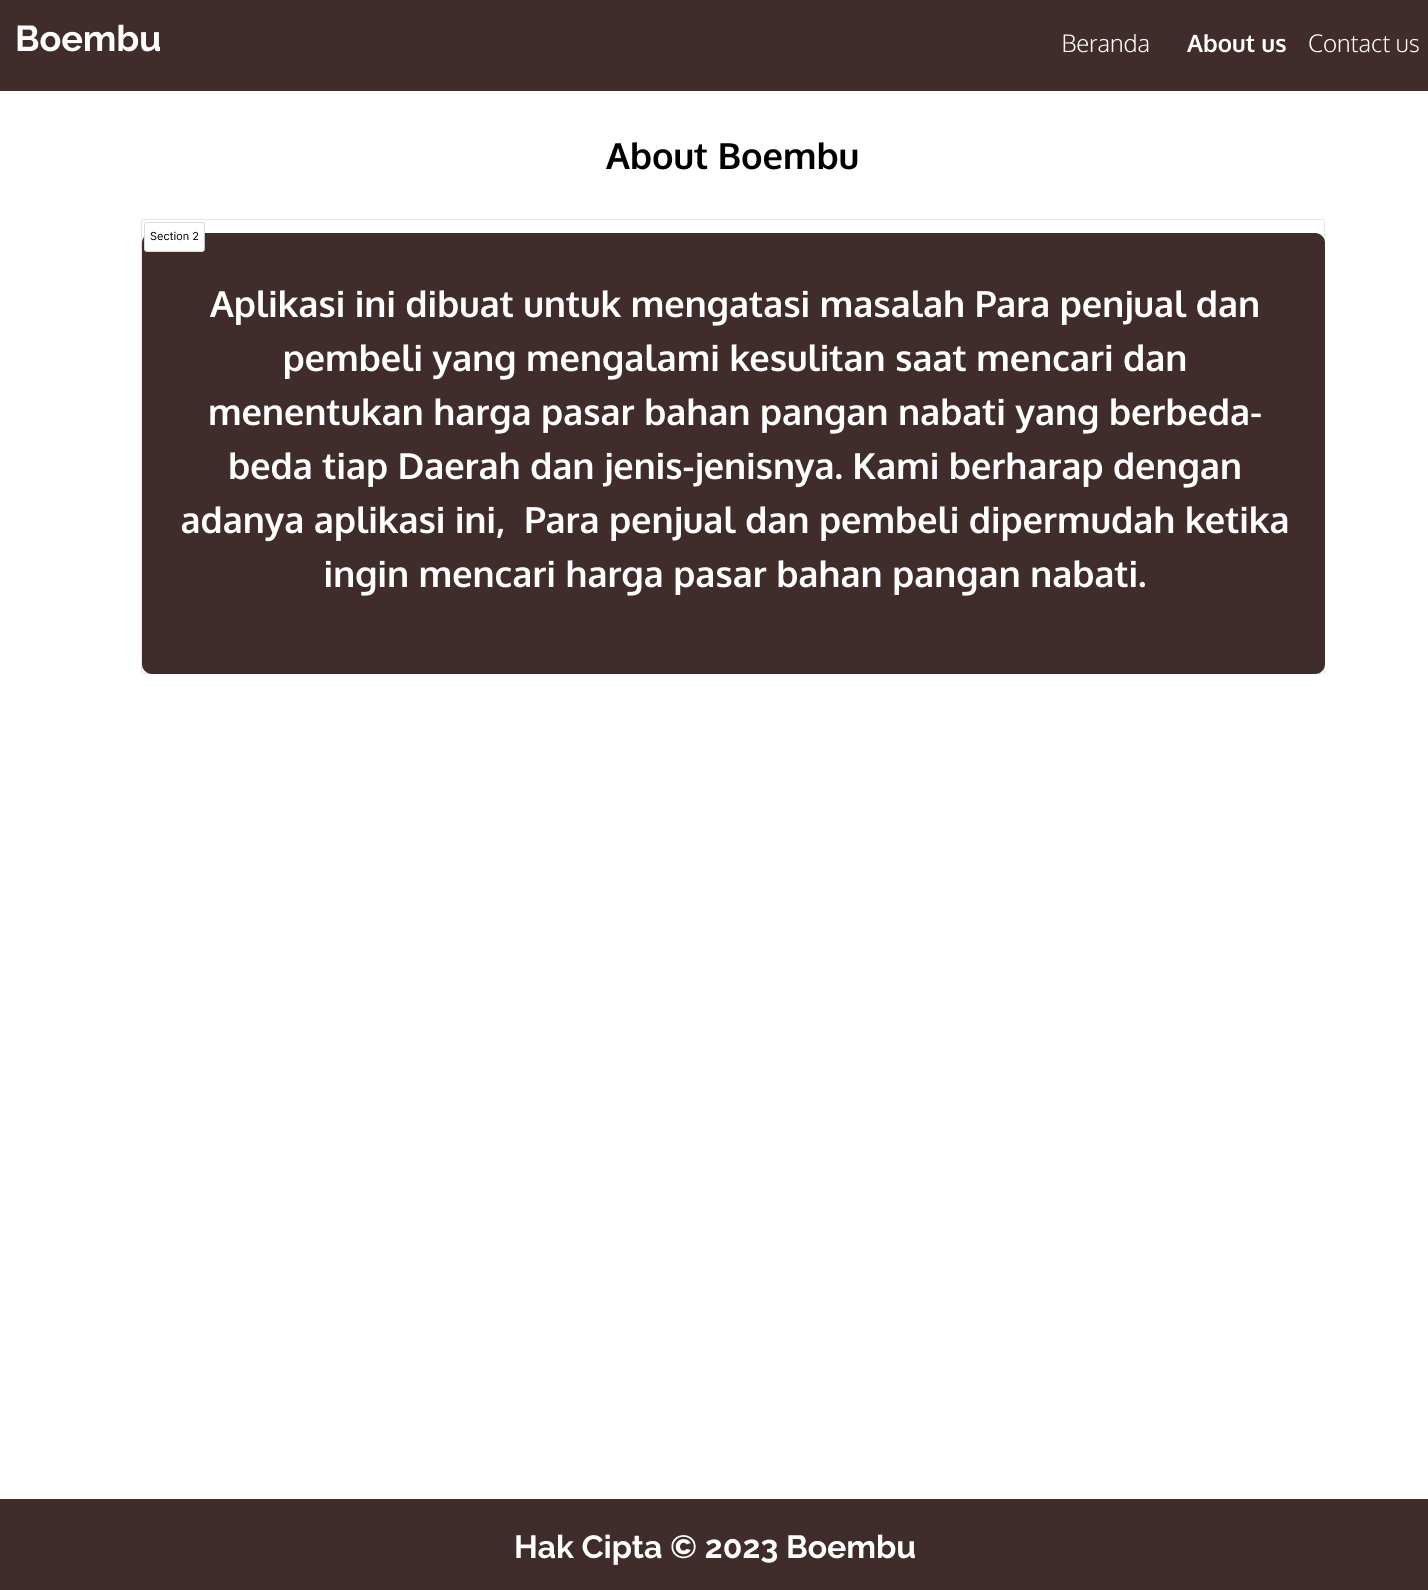 Boembu
Beranda About us Contact us
About Boembu
Section 2
Aplikasi ini dibuat untuk mengatasi masalah Para penjual dan
pembeli yang mengalami kesulitan saat mencari dan
menentukan harga pasar bahan pangan nabati yang berbeda-
beda tiap Daerah dan jenis-jenisnya. Kami berharap dengan
adanya aplikasi ini,  Para penjual dan pembeli dipermudah ketika
ingin mencari harga pasar bahan pangan nabati.
Hak Cipta © 2023 Boembu